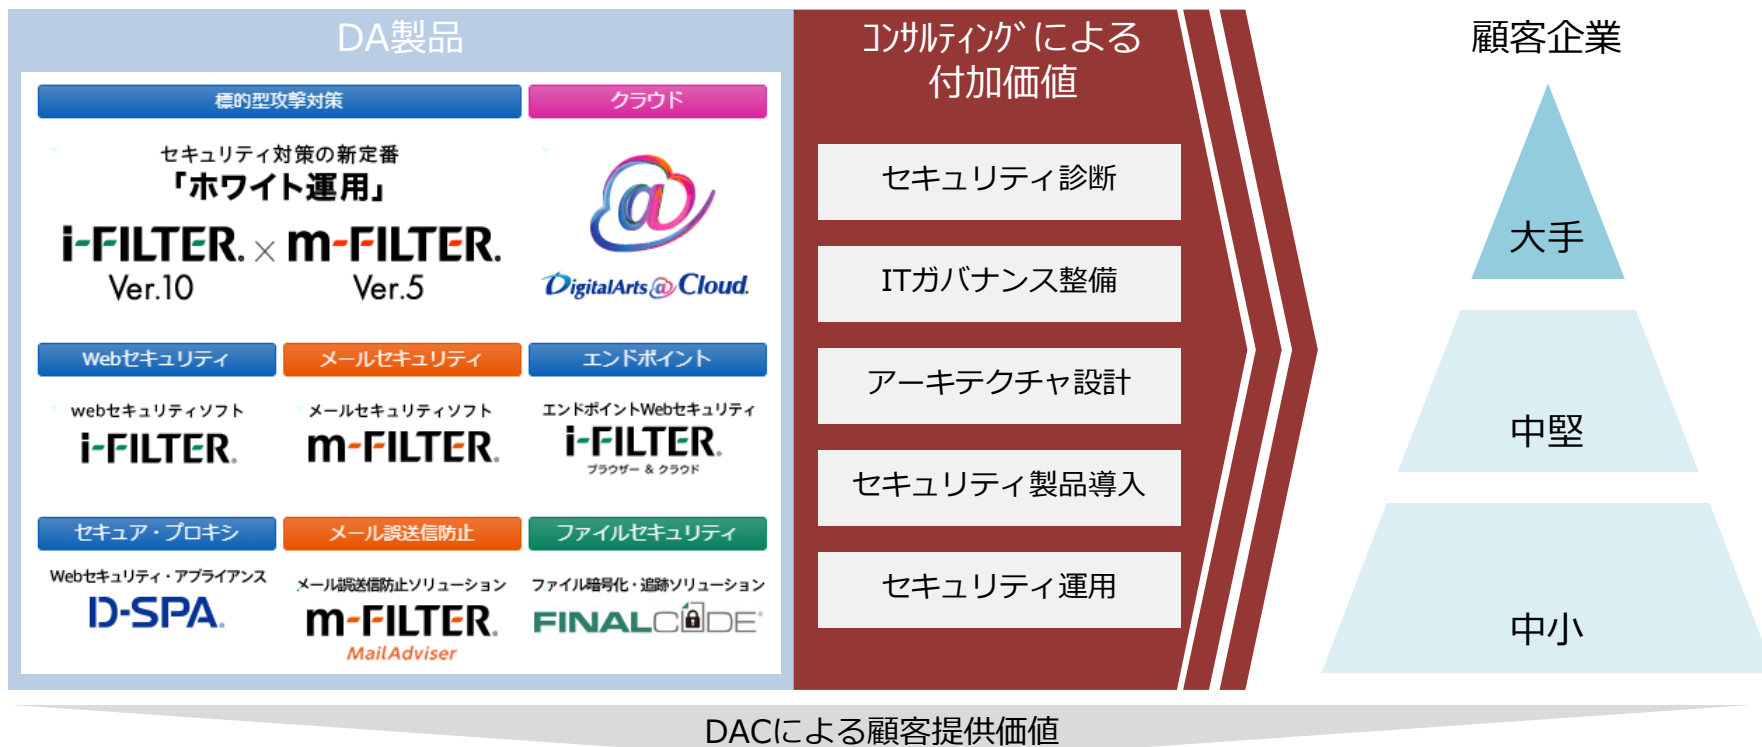 DA製品
標的型攻撃対策
クラウド
セキュリティ対策の新定番
「ホワイト運用」
i-FILTER. × m-FILTER.
Ver.10 Ver.5
DigitalArts@Cloud.
Webセキュリティ
メールセキュリティ
エンドポイント
webセキュリティソフト
i-FILTER®
メールセキュリティソフト
m-FILTER®
エンドポイントWebセキュリティ
i-FILTER®
ブラウザー & クラウド
セキュア・プロキシ
メール誤送信防止
ファイルセキュリティ
Webセキュリティ・アプライアンス
D-SPA®
メール誤送信防止ソリューション
m-FILTER®
MailAdviser
ファイル暗号化・追跡ソリューション
FINALCODE®
ｺﾝｻﾙﾃｨﾝｸﾞによる
付加価値
セキュリティ診断
ITガバナンス整備
アーキテクチャ設計
セキュリティ製品導入
セキュリティ運用
顧客企業
大手
中堅
中小
DACによる顧客提供価値